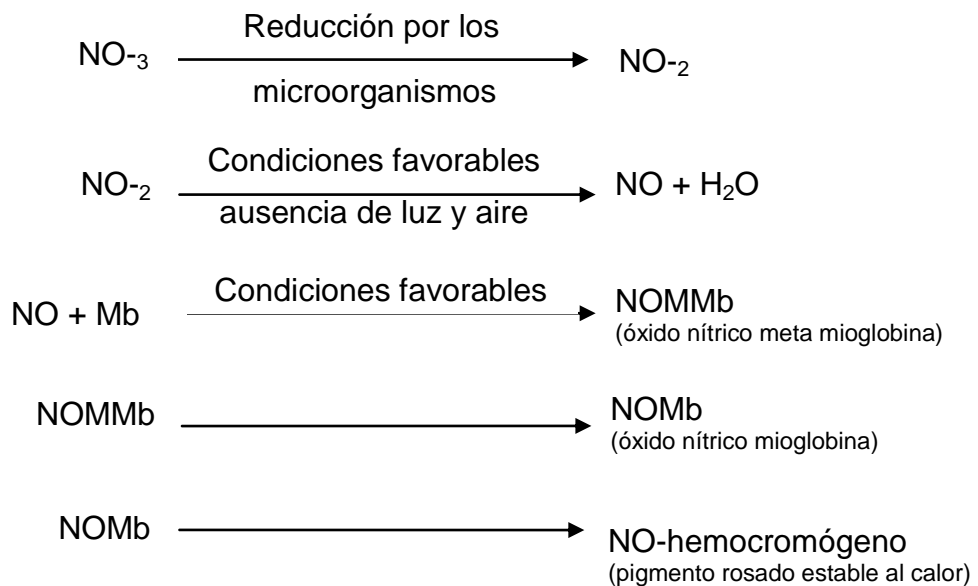 Reducción por los
NO-₃ NO-₂
microorganismos
Condiciones favorables
NO-₂ NO + H₂O
ausencia de luz y aire
Condiciones favorables
NO + Mb NOMMb
(óxido nítrico meta mioglobina)
NOMMb NOMb
(óxido nítrico mioglobina)
NOMb NO-hemocromógeno
(pigmento rosado estable al calor)